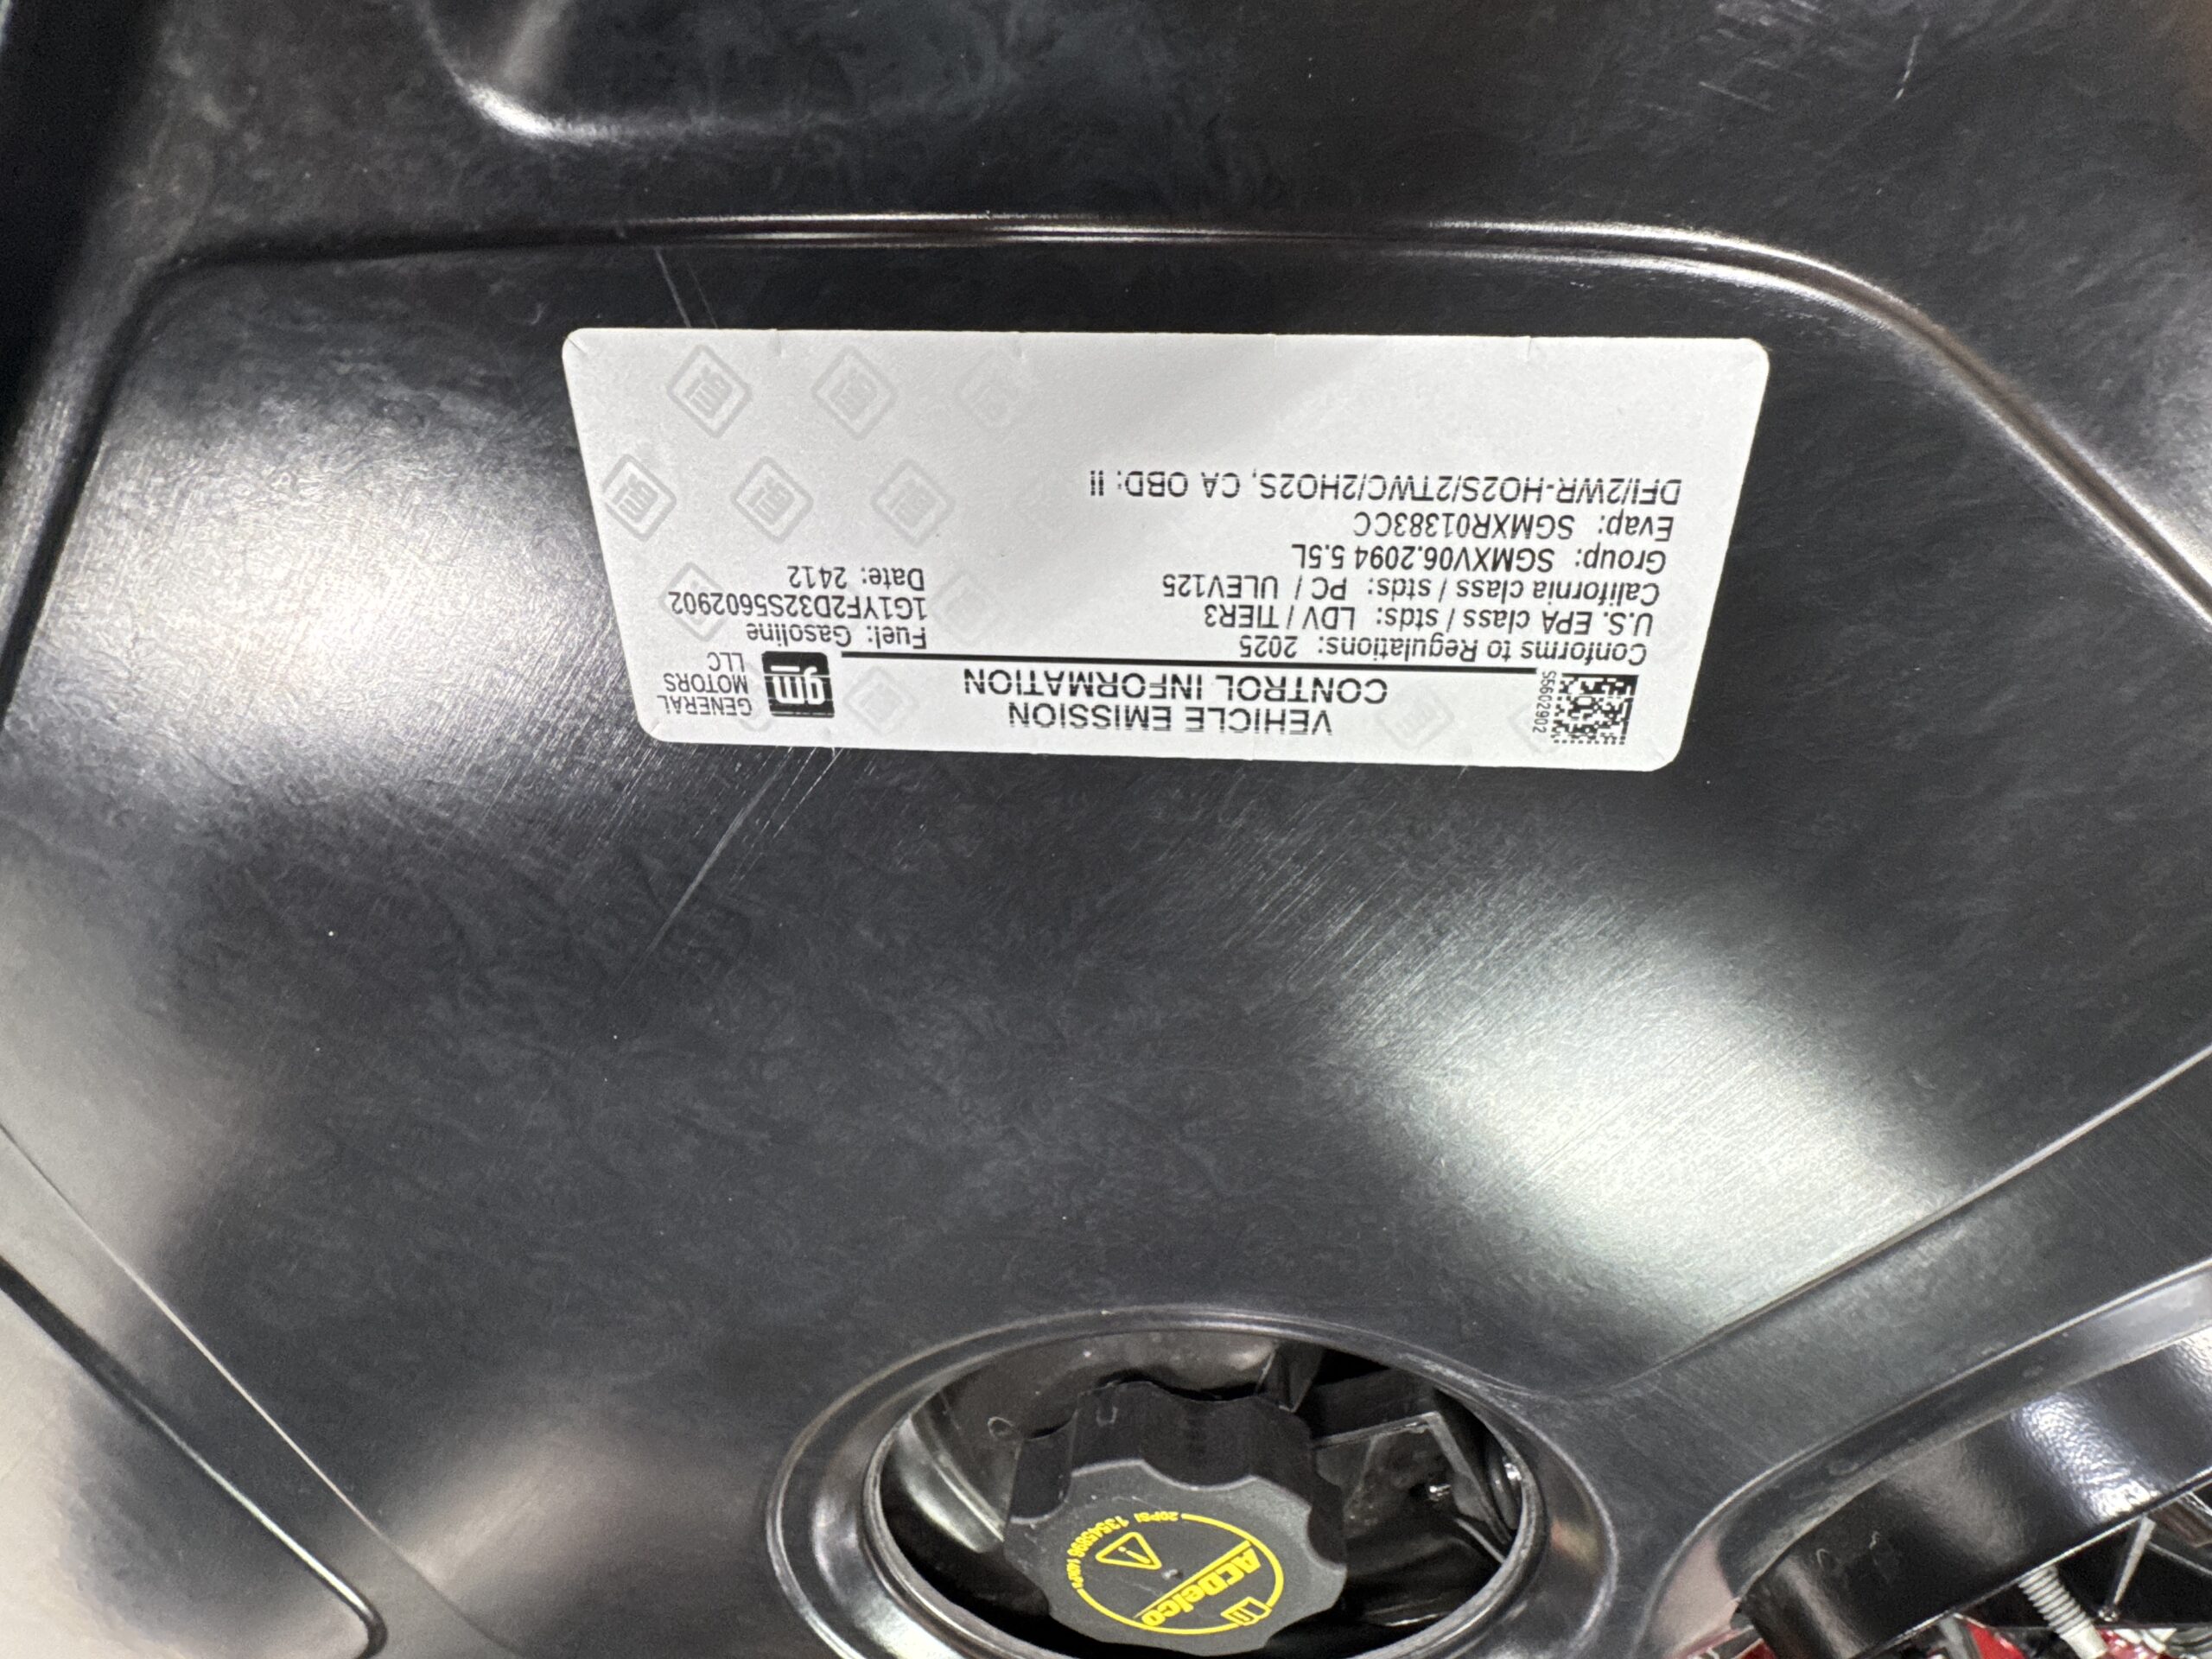 S5602902
VEHICLE EMISSION
CONTROL INFORMATION
gm
GENERAL
MOTORS
LLC
Conforms to Regulations: 2025
U.S. EPA class / stds: LDV / TIER3
California class / stds: PC / ULEV125
Group: SGMXV06.2094 5.5L
Evap: SGMXR01383CC
DFI/2WR-HO2S/2TWC/2HO2S, CA OBD: II
Fuel: Gasoline
1G1YF2D32S5602902
Date: 2412
ACDelco
20PSI